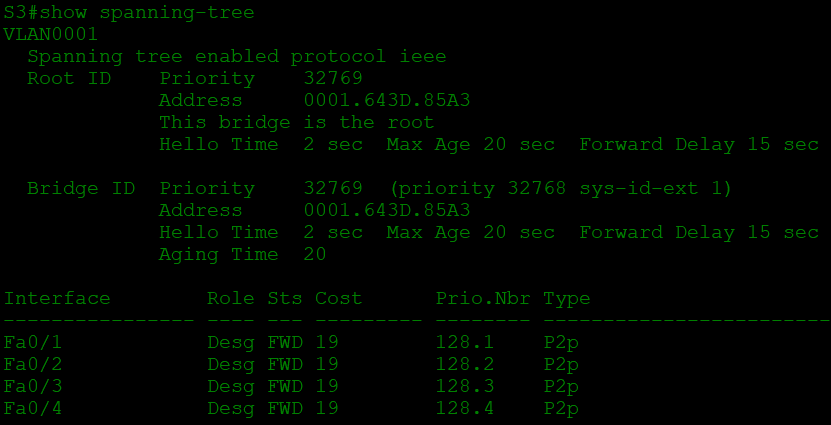 S3#show spanning-tree
VLAN0001
  Spanning tree enabled protocol ieee
  Root ID    Priority    32769
             Address     0001.643D.85A3
             This bridge is the root
             Hello Time  2 sec  Max Age 20 sec  Forward Delay 15 sec
  Bridge ID  Priority    32769  (priority 32768 sys-id-ext 1)
             Address     0001.643D.85A3
             Hello Time  2 sec  Max Age 20 sec  Forward Delay 15 sec
             Aging Time  20
Interface        Role Sts Cost      Prio.Nbr Type
---------------- ---- --- --------- -------- ------------------------
Fa0/1            Desg FWD 19        128.1    P2p
Fa0/2            Desg FWD 19        128.2    P2p
Fa0/3            Desg FWD 19        128.3    P2p
Fa0/4            Desg FWD 19        128.4    P2p